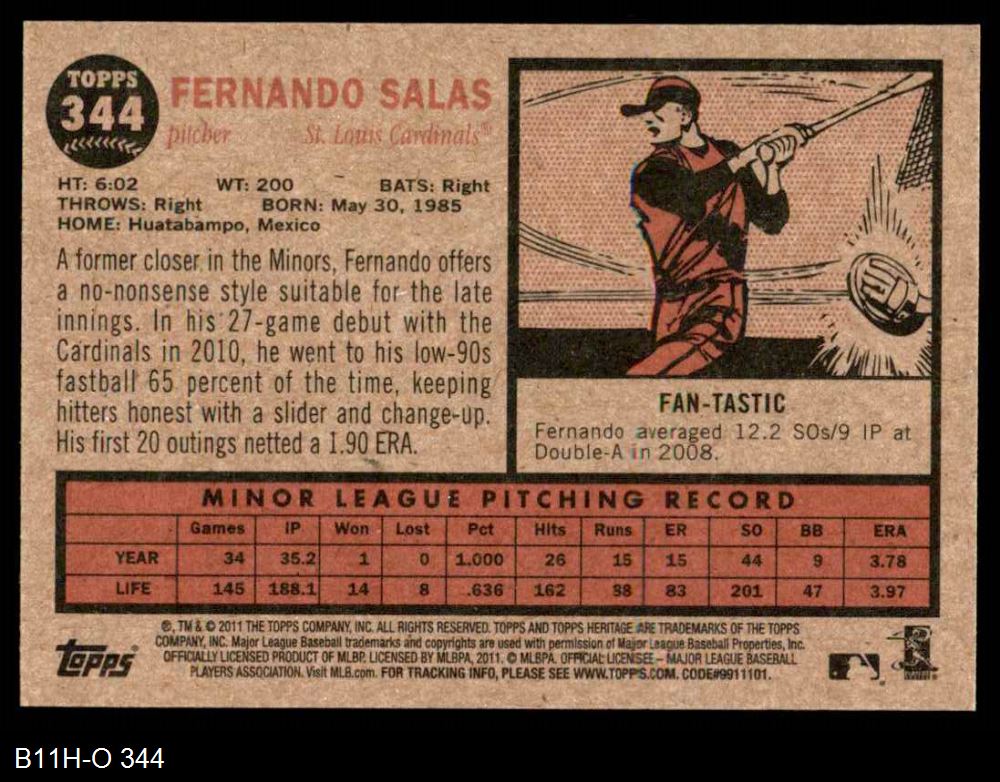 TOPPS
344
FERNANDO SALAS
pitcher St. Louis Cardinals®
HT: 6:02 WT: 200 BATS: Right
THROWS: Right BORN: May 30, 1985
HOME: Huatabampo, Mexico
A former closer in the Minors, Fernando offers
a no-nonsense style suitable for the late
innings. In his 27-game debut with the
Cardinals in 2010, he went to his low-90s
fastball 65 percent of the time, keeping
hitters honest with a slider and change-up.
His first 20 outings netted a 1.90 ERA.
FAN-TASTIC
Fernando averaged 12.2 SOs/9 IP at
Double-A in 2008.
MINOR LEAGUE PITCHING RECORD
Games IP Won Lost Pct Hits Runs ER SO BB ERA
YEAR 34 35.2 1 0 1.000 26 15 15 44 9 3.78
LIFE 145 188.1 14 8 .636 162 98 83 201 47 3.97
®, TM & © 2011 THE TOPPS COMPANY, INC. ALL RIGHTS RESERVED. TOPPS AND TOPPS HERITAGE ARE TRADEMARKS OF THE TOPPS
COMPANY, INC. Major League Baseball trademarks and copyrights are used with permission of Major League Baseball Properties, Inc.
OFFICIALLY LICENSED PRODUCT OF MLBP. LICENSED BY MLBPA, 2011. © MLBPA. OFFICIAL LICENSEE – MAJOR LEAGUE BASEBALL
PLAYERS ASSOCIATION. Visit MLB.com. FOR TRACKING INFO, PLEASE SEE WWW.TOPPS.COM. CODE#9911101.
Topps
B11H-O 344